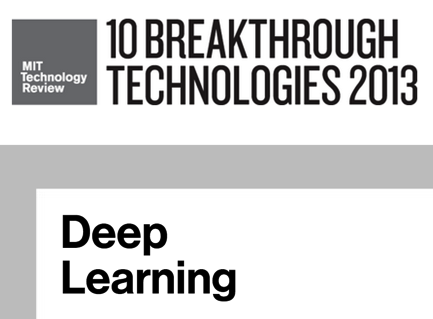 MIT
Technology
Review
10 BREAKTHROUGH
TECHNOLOGIES 2013
Deep
Learning